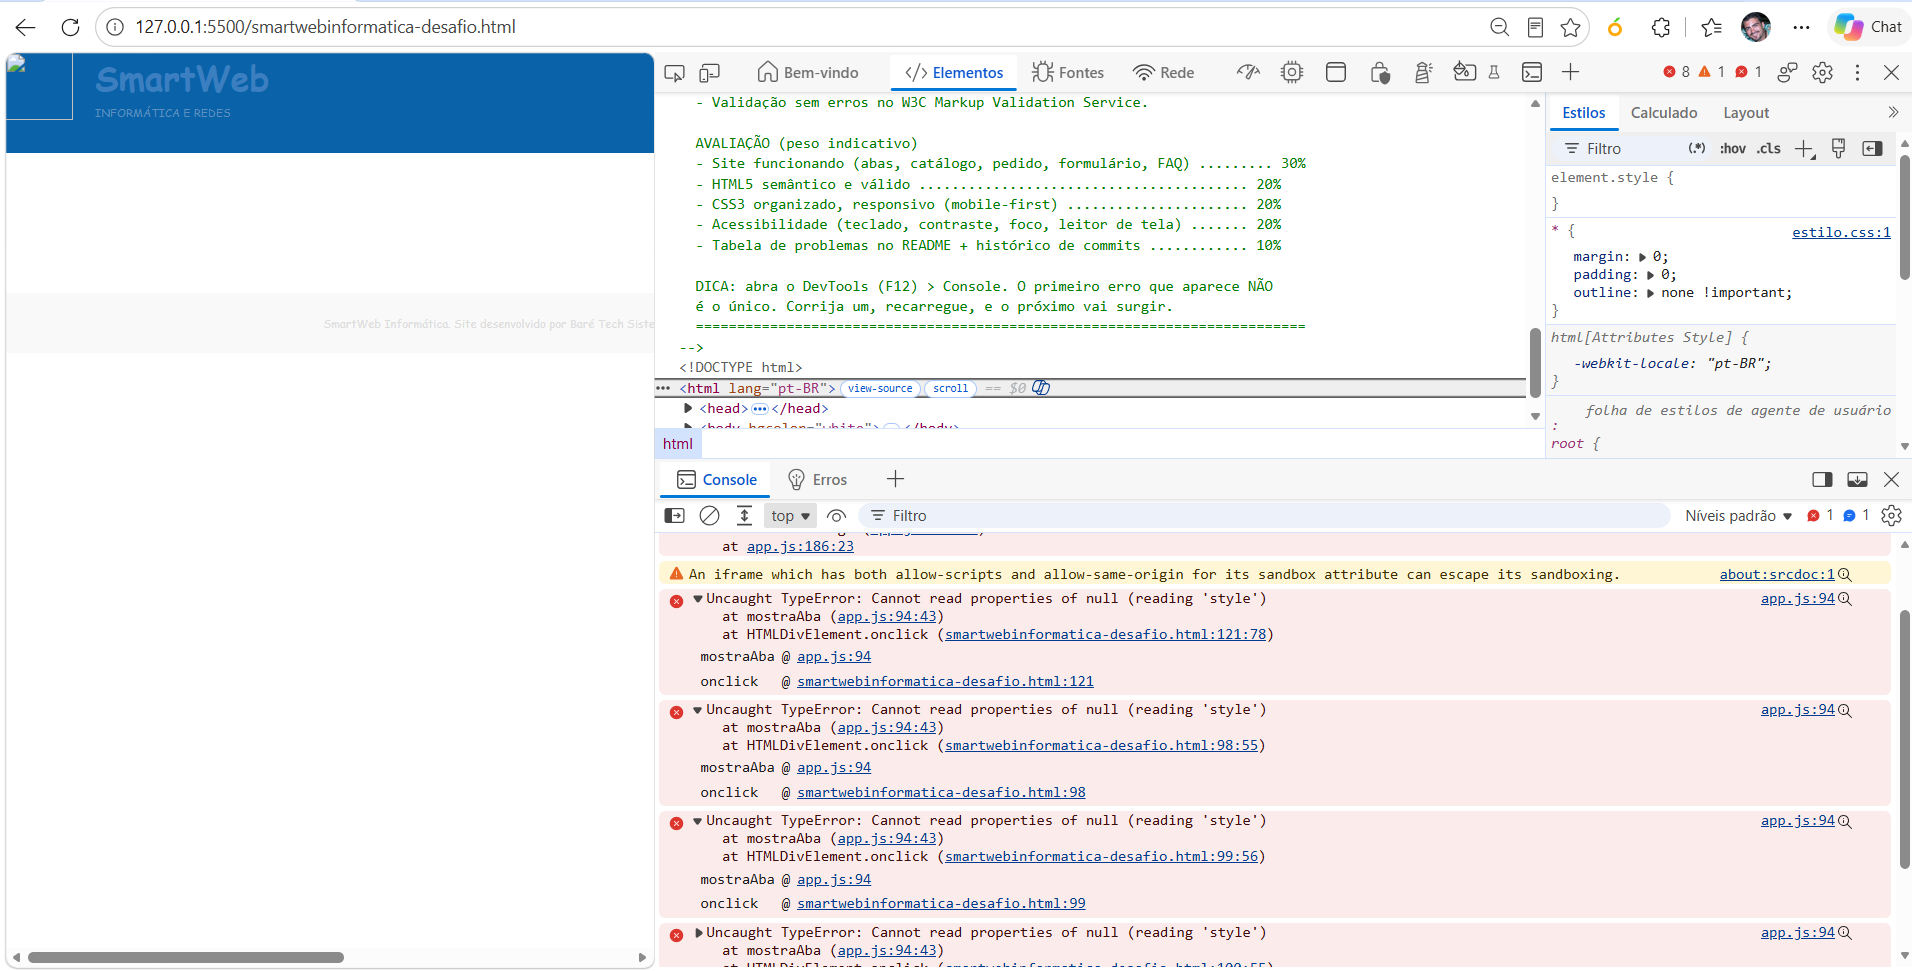 127.0.0.1:5500/smartwebinformatica-desafio.html
Chat
SmartWeb
INFORMÁTICA E REDES
SmartWeb Informática. Site desenvolvido por Baré Tech Siste
Bem-vindo
</> Elementos
Fontes
Rede
8
1
1
- Validação sem erros no W3C Markup Validation Service.
AVALIAÇÃO (peso indicativo)
- Site funcionando (abas, catálogo, pedido, formulário, FAQ) ......... 30%
- HTML5 semântico e válido ........................................ 20%
- CSS3 organizado, responsivo (mobile-first) ...................... 20%
- Acessibilidade (teclado, contraste, foco, leitor de tela) ....... 20%
- Tabela de problemas no README + histórico de commits ............ 10%
DICA: abra o DevTools (F12) > Console. O primeiro erro que aparece NÃO
é o único. Corrija um, recarregue, e o próximo vai surgir.
==========================================================================
-->
<!DOCTYPE html>
<html lang="pt-BR"> view-source scroll == $0
<head>…</head>
<body bgcolor="white">…</body>
html
Estilos
Calculado
Layout
Filtro
(.*)
:hov
.cls
element.style {
}
* {
estilo.css:1
margin: 0;
padding: 0;
outline: none !important;
}
html[Attributes Style] {
-webkit-locale: "pt-BR";
}
folha de estilos de agente de usuário
:
root {
Console
Erros
top
Filtro
Níveis padrão
1
1
at app.js:186:23
An iframe which has both allow-scripts and allow-same-origin for its sandbox attribute can escape its sandboxing. about:srcdoc:1
Uncaught TypeError: Cannot read properties of null (reading 'style') app.js:94
at mostraAba (app.js:94:43)
at HTMLDivElement.onclick (smartwebinformatica-desafio.html:121:78)
mostraAba @ app.js:94
onclick @ smartwebinformatica-desafio.html:121
Uncaught TypeError: Cannot read properties of null (reading 'style') app.js:94
at mostraAba (app.js:94:43)
at HTMLDivElement.onclick (smartwebinformatica-desafio.html:98:55)
mostraAba @ app.js:94
onclick @ smartwebinformatica-desafio.html:98
Uncaught TypeError: Cannot read properties of null (reading 'style') app.js:94
at mostraAba (app.js:94:43)
at HTMLDivElement.onclick (smartwebinformatica-desafio.html:99:56)
mostraAba @ app.js:94
onclick @ smartwebinformatica-desafio.html:99
Uncaught TypeError: Cannot read properties of null (reading 'style') app.js:94
at mostraAba (app.js:94:43)